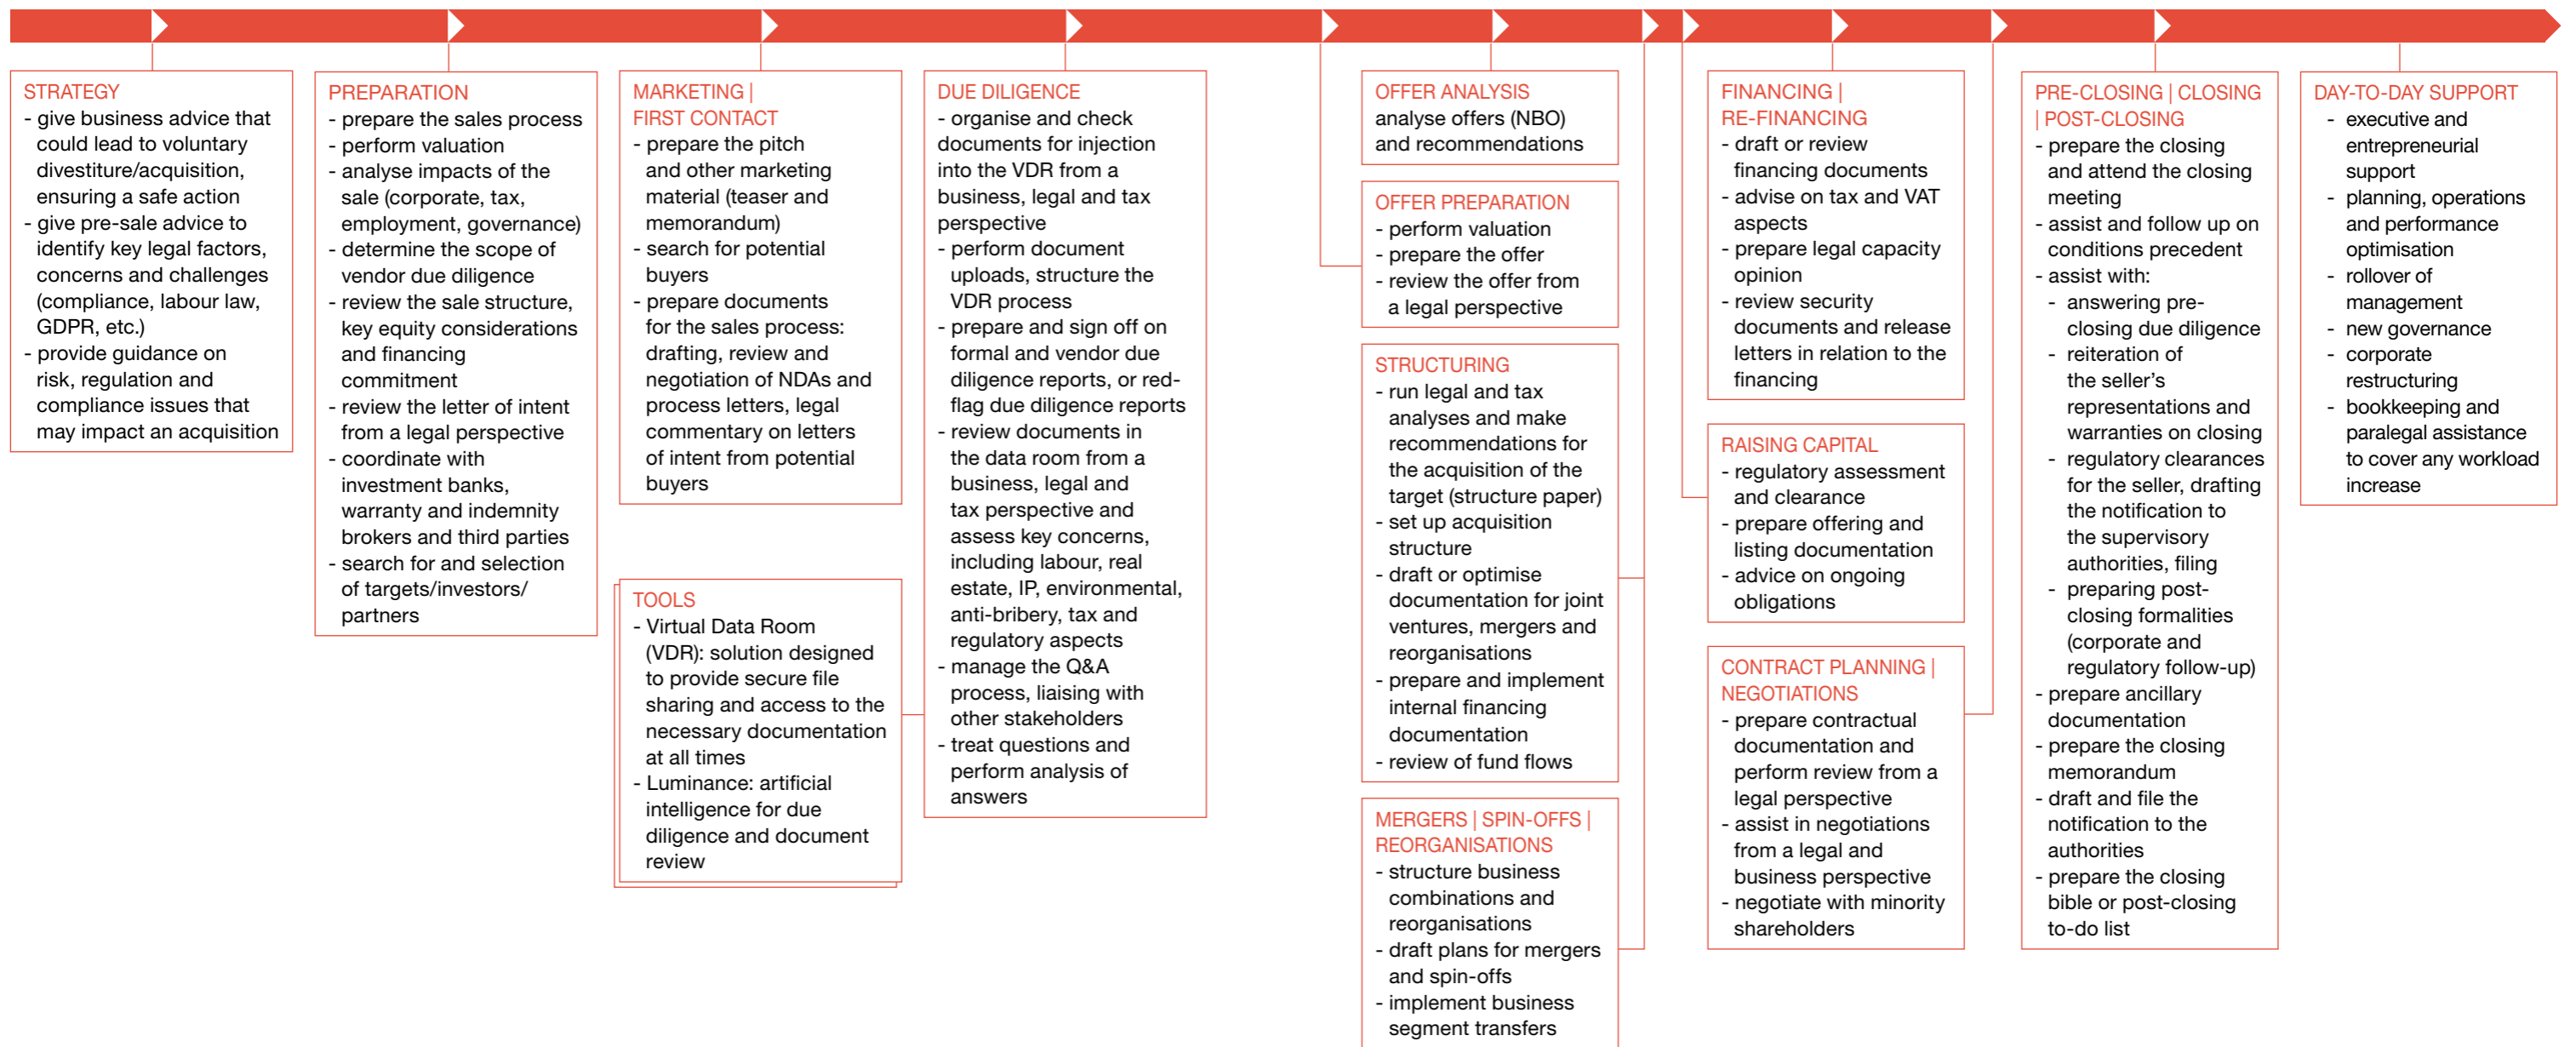 STRATEGY
- give business advice that
could lead to voluntary
divestiture/acquisition,
ensuring a safe action
- give pre-sale advice to
identify key legal factors,
concerns and challenges
(compliance, labour law,
GDPR, etc.)
- provide guidance on
risk, regulation and
compliance issues that
may impact an acquisition
PREPARATION
- prepare the sales process
- perform valuation
- analyse impacts of the
sale (corporate, tax,
employment, governance)
- determine the scope of
vendor due diligence
- review the sale structure,
key equity considerations
and financing
commitment
- review the letter of intent
from a legal perspective
- coordinate with
investment banks,
warranty and indemnity
brokers and third parties
- search for and selection
of targets/investors/
partners
MARKETING |
FIRST CONTACT
- prepare the pitch
and other marketing
material (teaser and
memorandum)
- search for potential
buyers
- prepare documents
for the sales process:
drafting, review and
negotiation of NDAs and
process letters, legal
commentary on letters
of intent from potential
buyers
TOOLS
- Virtual Data Room
(VDR): solution designed
to provide secure file
sharing and access to the
necessary documentation
at all times
- Luminance: artificial
intelligence for due
diligence and document
review
DUE DILIGENCE
- organise and check
documents for injection
into the VDR from a
business, legal and tax
perspective
- perform document
uploads, structure the
VDR process
- prepare and sign off on
formal and vendor due
diligence reports, or red-
flag due diligence reports
- review documents in
the data room from a
business, legal and
tax perspective and
assess key concerns,
including labour, real
estate, IP, environmental,
anti-bribery, tax and
regulatory aspects
- manage the Q&A
process, liaising with
other stakeholders
- treat questions and
perform analysis of
answers
OFFER ANALYSIS
analyse offers (NBO)
and recommendations
OFFER PREPARATION
- perform valuation
- prepare the offer
- review the offer from
a legal perspective
STRUCTURING
- run legal and tax
analyses and make
recommendations for
the acquisition of the
target (structure paper)
- set up acquisition
structure
- draft or optimise
documentation for joint
ventures, mergers and
reorganisations
- prepare and implement
internal financing
documentation
- review of fund flows
MERGERS | SPIN-OFFS |
REORGANISATIONS
- structure business
combinations and
reorganisations
- draft plans for mergers
and spin-offs
- implement business
segment transfers
FINANCING |
RE-FINANCING
- draft or review
financing documents
- advise on tax and VAT
aspects
- prepare legal capacity
opinion
- review security
documents and release
letters in relation to the
financing
RAISING CAPITAL
- regulatory assessment
and clearance
- prepare offering and
listing documentation
- advice on ongoing
obligations
CONTRACT PLANNING |
NEGOTIATIONS
- prepare contractual
documentation and
perform review from a
legal perspective
- assist in negotiations
from a legal and
business perspective
- negotiate with minority
shareholders
PRE-CLOSING | CLOSING
| POST-CLOSING
- prepare the closing
and attend the closing
meeting
- assist and follow up on
conditions precedent
- assist with:
- answering pre-
closing due diligence
- reiteration of
the seller's
representations and
warranties on closing
- regulatory clearances
for the seller, drafting
the notification to
the supervisory
authorities, filing
- preparing post-
closing formalities
(corporate and
regulatory follow-up)
- prepare ancillary
documentation
- prepare the closing
memorandum
- draft and file the
notification to the
authorities
- prepare the closing
bible or post-closing
to-do list
DAY-TO-DAY SUPPORT
- executive and
entrepreneurial
support
- planning, operations
and performance
optimisation
- rollover of
management
- new governance
- corporate
restructuring
- bookkeeping and
paralegal assistance
to cover any workload
increase